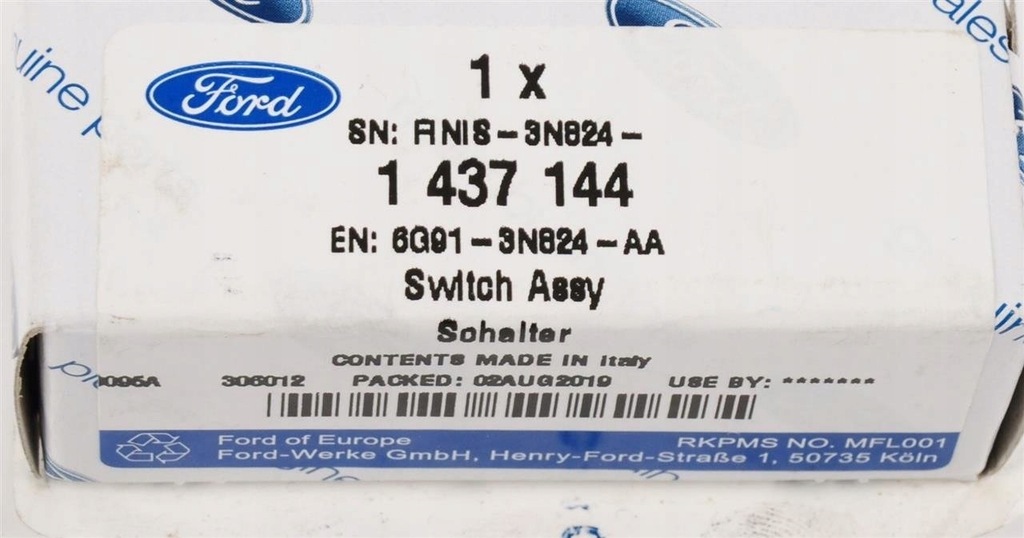 Ford
1 x
SN: FINIS-3N824-
1 437 144
EN: 6G91-3N824-AA
Switch Assy
Schalter
CONTENTS MADE IN Italy
0095A 306012 PACKED: 02AUG2019 USE BY: *******
Ford of Europe RKPMS NO. MFL001
Ford-Werke GmbH, Henry-Ford-Straße 1, 50735 Köln